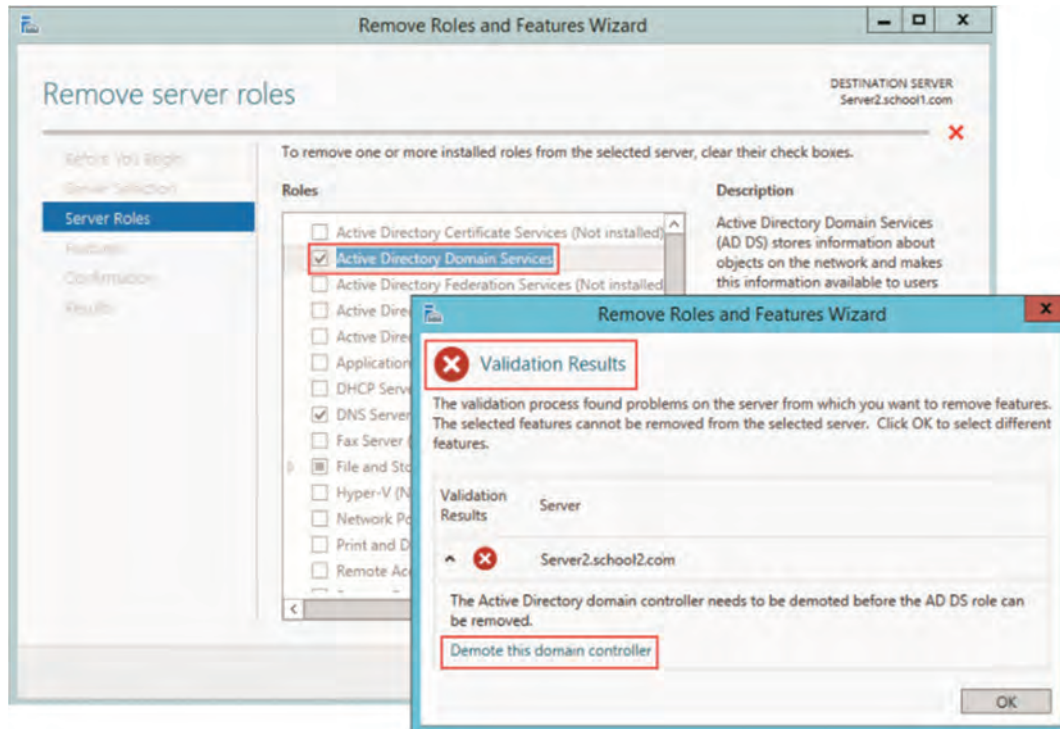 Remove Roles and Features Wizard
Remove server roles
DESTINATION SERVER
Server2.school1.com
Before You Begin
Server Selection
Server Roles
Features
Confirmation
Results
To remove one or more installed roles from the selected server, clear their check boxes.
Roles
Active Directory Certificate Services (Not installed)
Active Directory Domain Services
Active Directory Federation Services (Not installed
Active Dire
Active Dire
Application
DHCP Serve
DNS Server
Fax Server (
File and Sto
Hyper-V (N
Network Po
Print and D
Remote Acc
Description
Active Directory Domain Services
(AD DS) stores information about
objects on the network and makes
this information available to users
Remove Roles and Features Wizard
Validation Results
The validation process found problems on the server from which you want to remove features.
The selected features cannot be removed from the selected server. Click OK to select different
features.
Validation
Results
Server
Server2.school2.com
The Active Directory domain controller needs to be demoted before the AD DS role can
be removed.
Demote this domain controller
OK